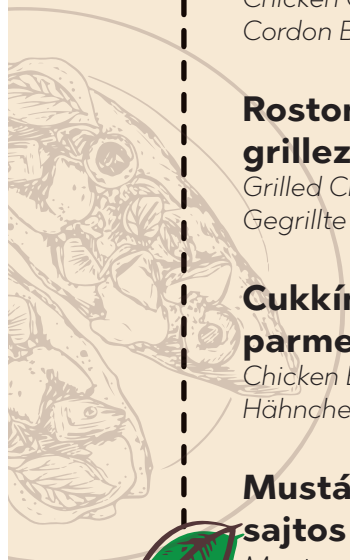 Cordon
Roston
grillez
Grilled
Gegrillte
Cukkín
parme
Chicken
Hähnche
Mustá
sajtos